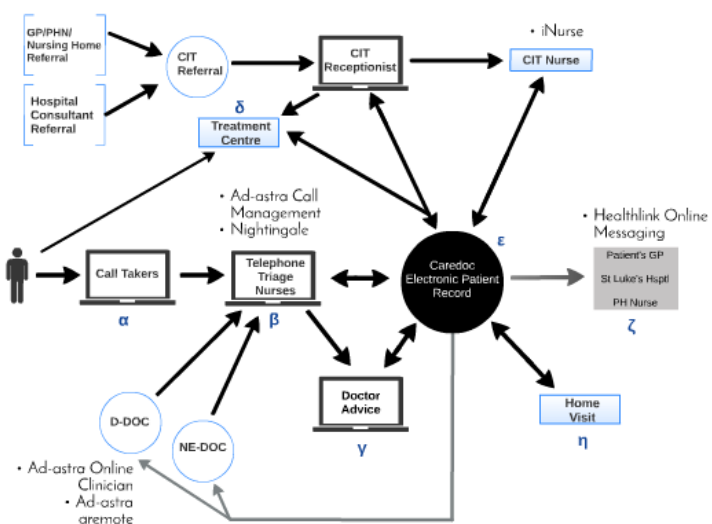 GP/PHN/
Nursing Home
Referral
CIT
Referral
CIT
Receptionist
• iNurse
CIT Nurse
Hospital
Consultant
Referral
δ
Treatment
Centre
• Ad-astra Call
Management
• Nightingale
• Healthlink Online
Messaging
Call Takers
α
Telephone
Triage
Nurses
β
Caredoc
Electronic Patient
Record
ε
Patient's GP
St Luke's Hsptl
PH Nurse
ζ
Doctor
Advice
γ
Home
Visit
η
D-DOC
NE-DOC
• Ad-astra Online
Clinician
• Ad-astra
aremote